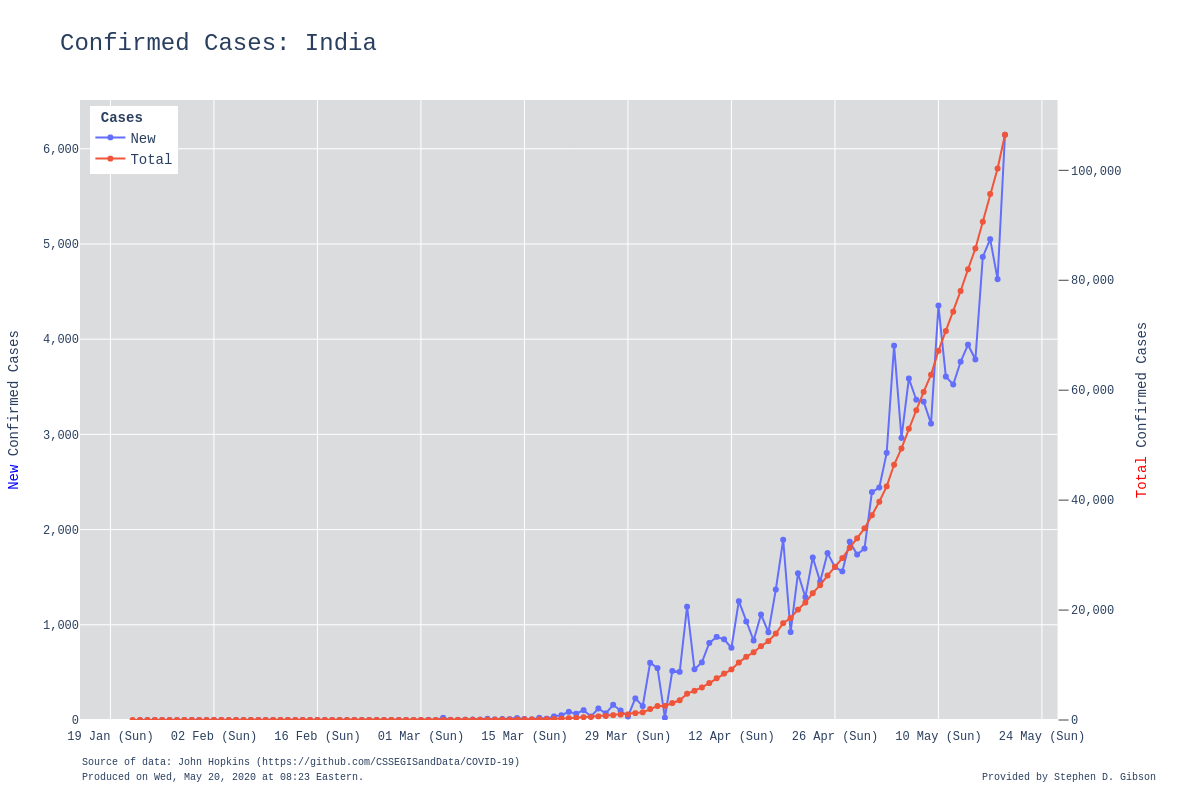 Confirmed Cases: India
Cases
New
Total
6,000
5,000
4,000
3,000
2,000
1,000
0
100,000
80,000
60,000
40,000
20,000
0
New Confirmed Cases
Total Confirmed Cases
19 Jan (Sun) 02 Feb (Sun) 16 Feb (Sun) 01 Mar (Sun) 15 Mar (Sun) 29 Mar (Sun) 12 Apr (Sun) 26 Apr (Sun) 10 May (Sun) 24 May (Sun)
Source of data: John Hopkins (https://github.com/CSSEGISandData/COVID-19)
Produced on Wed, May 20, 2020 at 08:23 Eastern.
Provided by Stephen D. Gibson